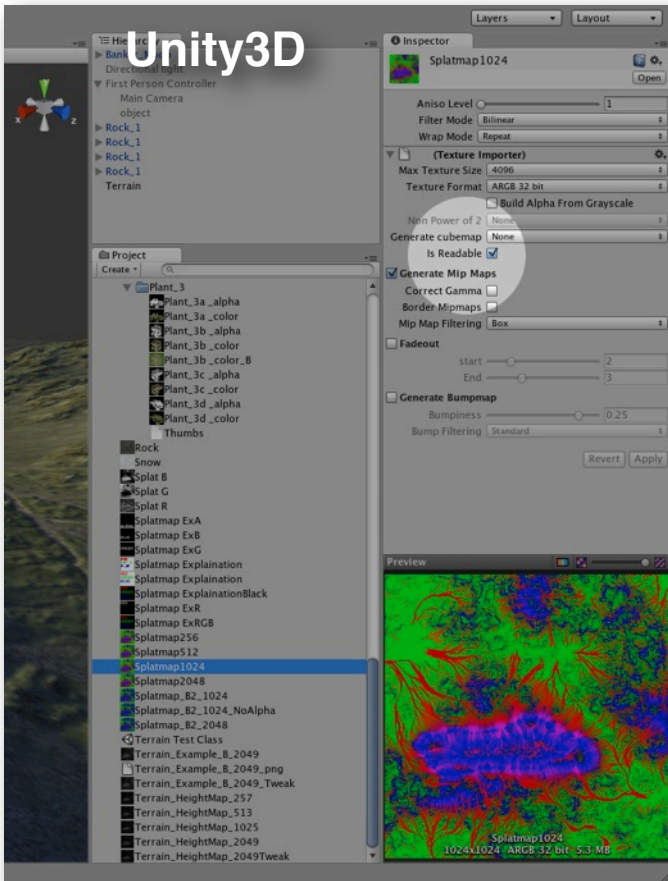 Layers
Layout
Hierarchy
Unity3D
Directional light
First Person Controller
Main Camera
object
Rock_1
Rock_1
Rock_1
Rock_1
Terrain
x
y
z
Project
Create
Plant_3
Plant_3a _alpha
Plant_3a _color
Plant_3b _alpha
Plant_3b _color
Plant_3b _color_B
Plant_3c _alpha
Plant_3c _color
Plant_3d _alpha
Plant_3d _color
Thumbs
Rock
Snow
Splat B
Splat G
Splat R
Splatmap ExA
Splatmap ExB
Splatmap ExG
Splatmap Explaination
Splatmap Explaination
Splatmap ExplainationBlack
Splatmap ExR
Splatmap ExRGB
Splatmap256
Splatmap512
Splatmap1024
Splatmap2048
Splatmap_B2_1024
Splatmap_B2_1024_NoAlpha
Splatmap_B2_2048
Terrain Test Class
Terrain_Example_B_2049
Terrain_Example_B_2049_png
Terrain_Example_B_2049_Tweak
Terrain_HeightMap_257
Terrain_HeightMap_513
Terrain_HeightMap_1025
Terrain_HeightMap_2049
Terrain_HeightMap_2049Tweak
Inspector
Splatmap1024
Open
Aniso Level 1
Filter Mode Bilinear
Wrap Mode Repeat
(Texture Importer)
Max Texture Size 4096
Texture Format ARGB 32 bit
Build Alpha From Grayscale
Non Power of 2 None
Generate cubemap None
Is Readable
Generate Mip Maps
Correct Gamma
Border Mipmaps
Mip Map Filtering Box
Fadeout
start 2
End 3
Generate Bumpmap
Bumpiness 0.25
Bump Filtering Standard
Revert Apply
Preview
Splatmap1024
1024x1024 ARGB 32 bit 5.3 MB